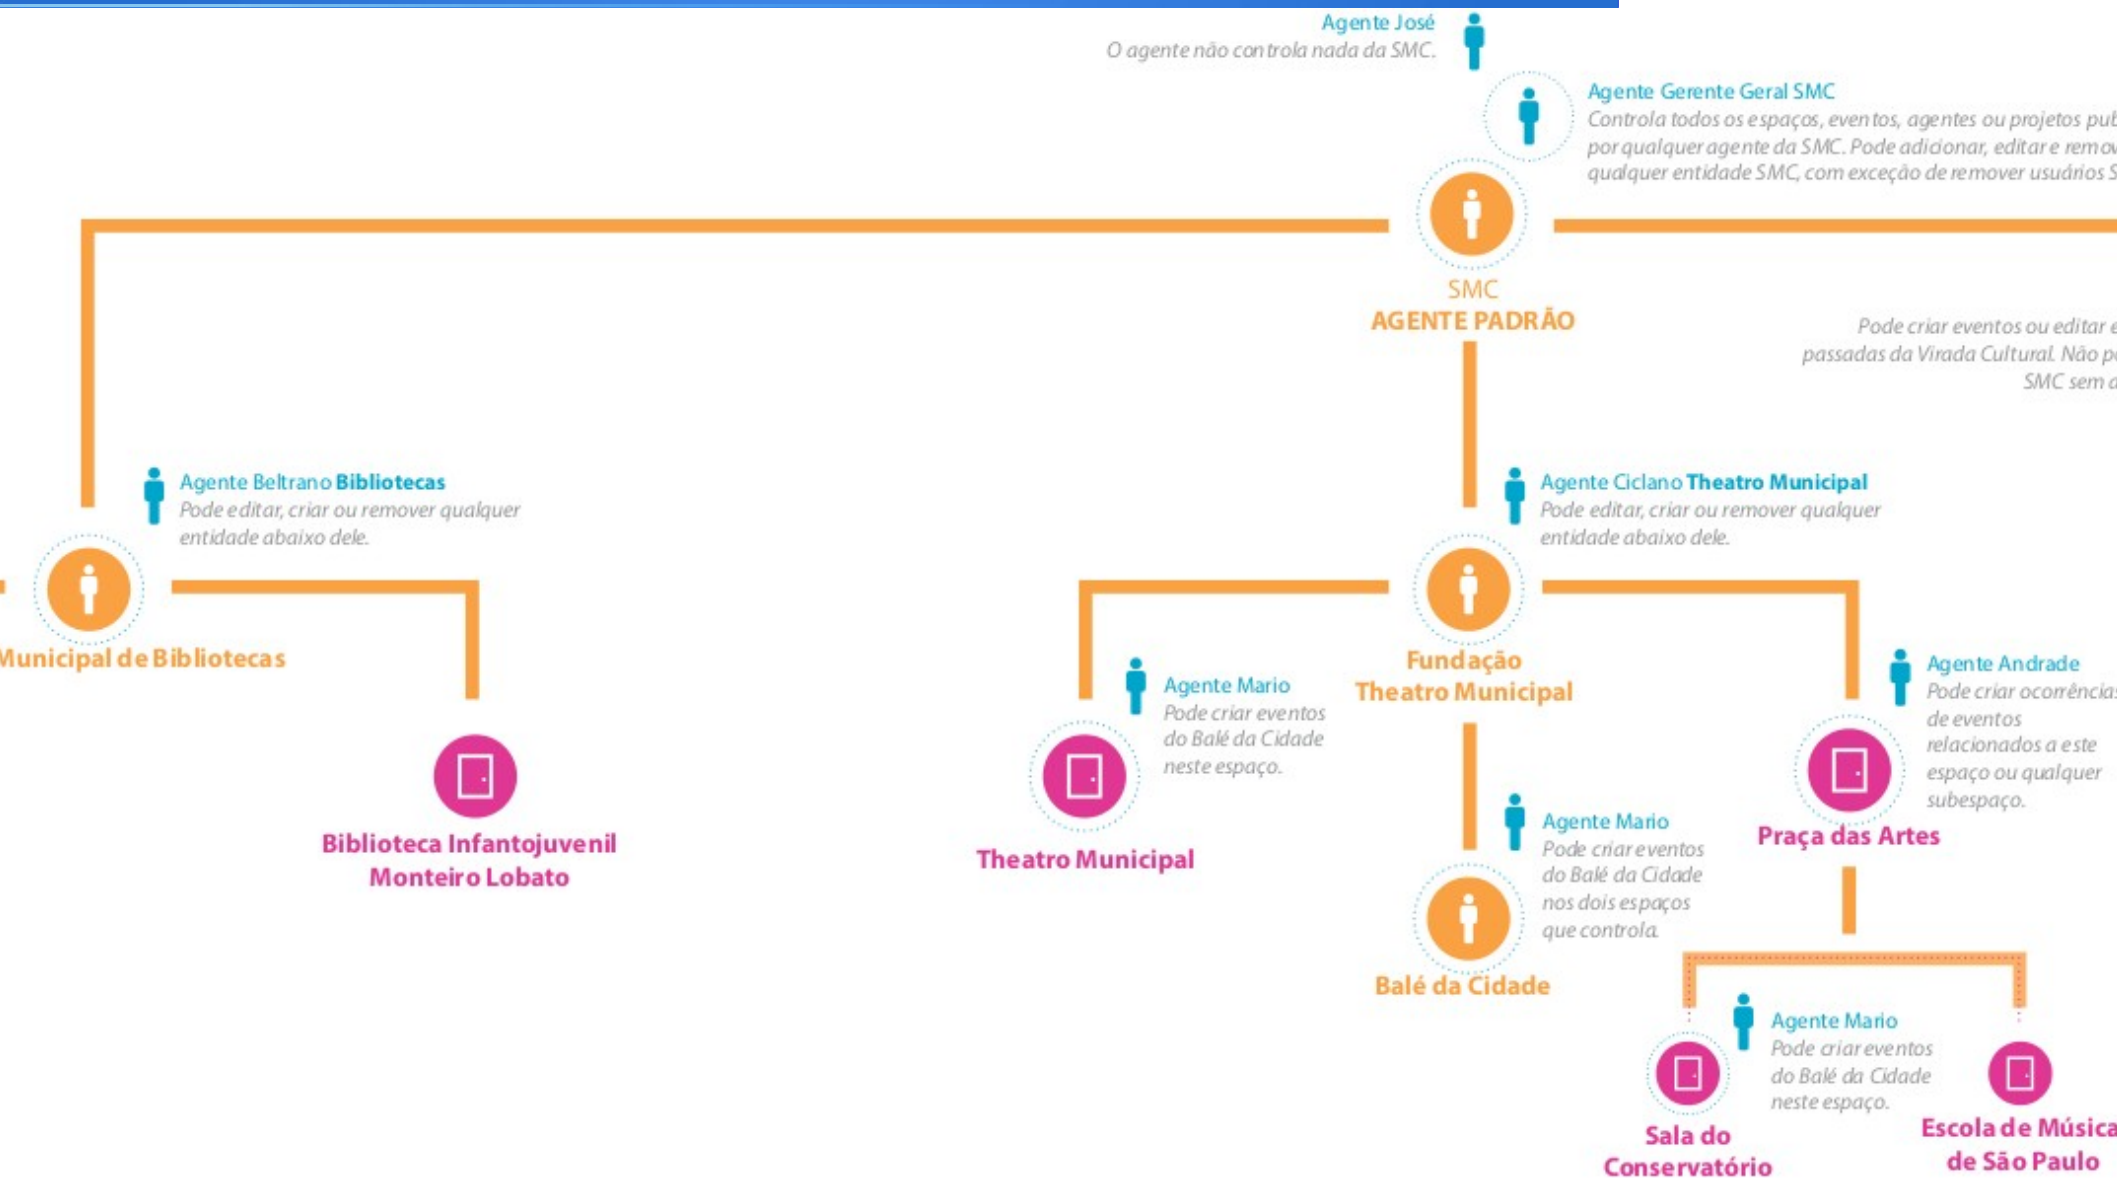 Agente José
O agente não controla nada da SMC.
Agente Gerente Geral SMC
Controla todos os espaços, eventos, agentes ou projetos pub
por qualquer agente da SMC. Pode adicionar, editar e remov
qualquer entidade SMC, com exceção de remover usuários S
SMC
AGENTE PADRÃO
Pode criar eventos ou editar e
passadas da Virada Cultural. Não p
SMC sem a
Agente Beltrano Bibliotecas
Pode editar, criar ou remover qualquer
entidade abaixo dele.
Municipal de Bibliotecas
Biblioteca Infantojuvenil
Monteiro Lobato
Agente Ciclano Theatro Municipal
Pode editar, criar ou remover qualquer
entidade abaixo dele.
Fundação
Theatro Municipal
Agente Mario
Pode criar eventos
do Balé da Cidade
neste espaço.
Theatro Municipal
Agente Mario
Pode criar eventos
do Balé da Cidade
nos dois espaços
que controla.
Balé da Cidade
Agente Andrade
Pode criar ocorrências
de eventos
relacionados a este
espaço ou qualquer
subespaço.
Praça das Artes
Agente Mario
Pode criar eventos
do Balé da Cidade
neste espaço.
Sala do
Conservatório
Escola de Música
de São Paulo